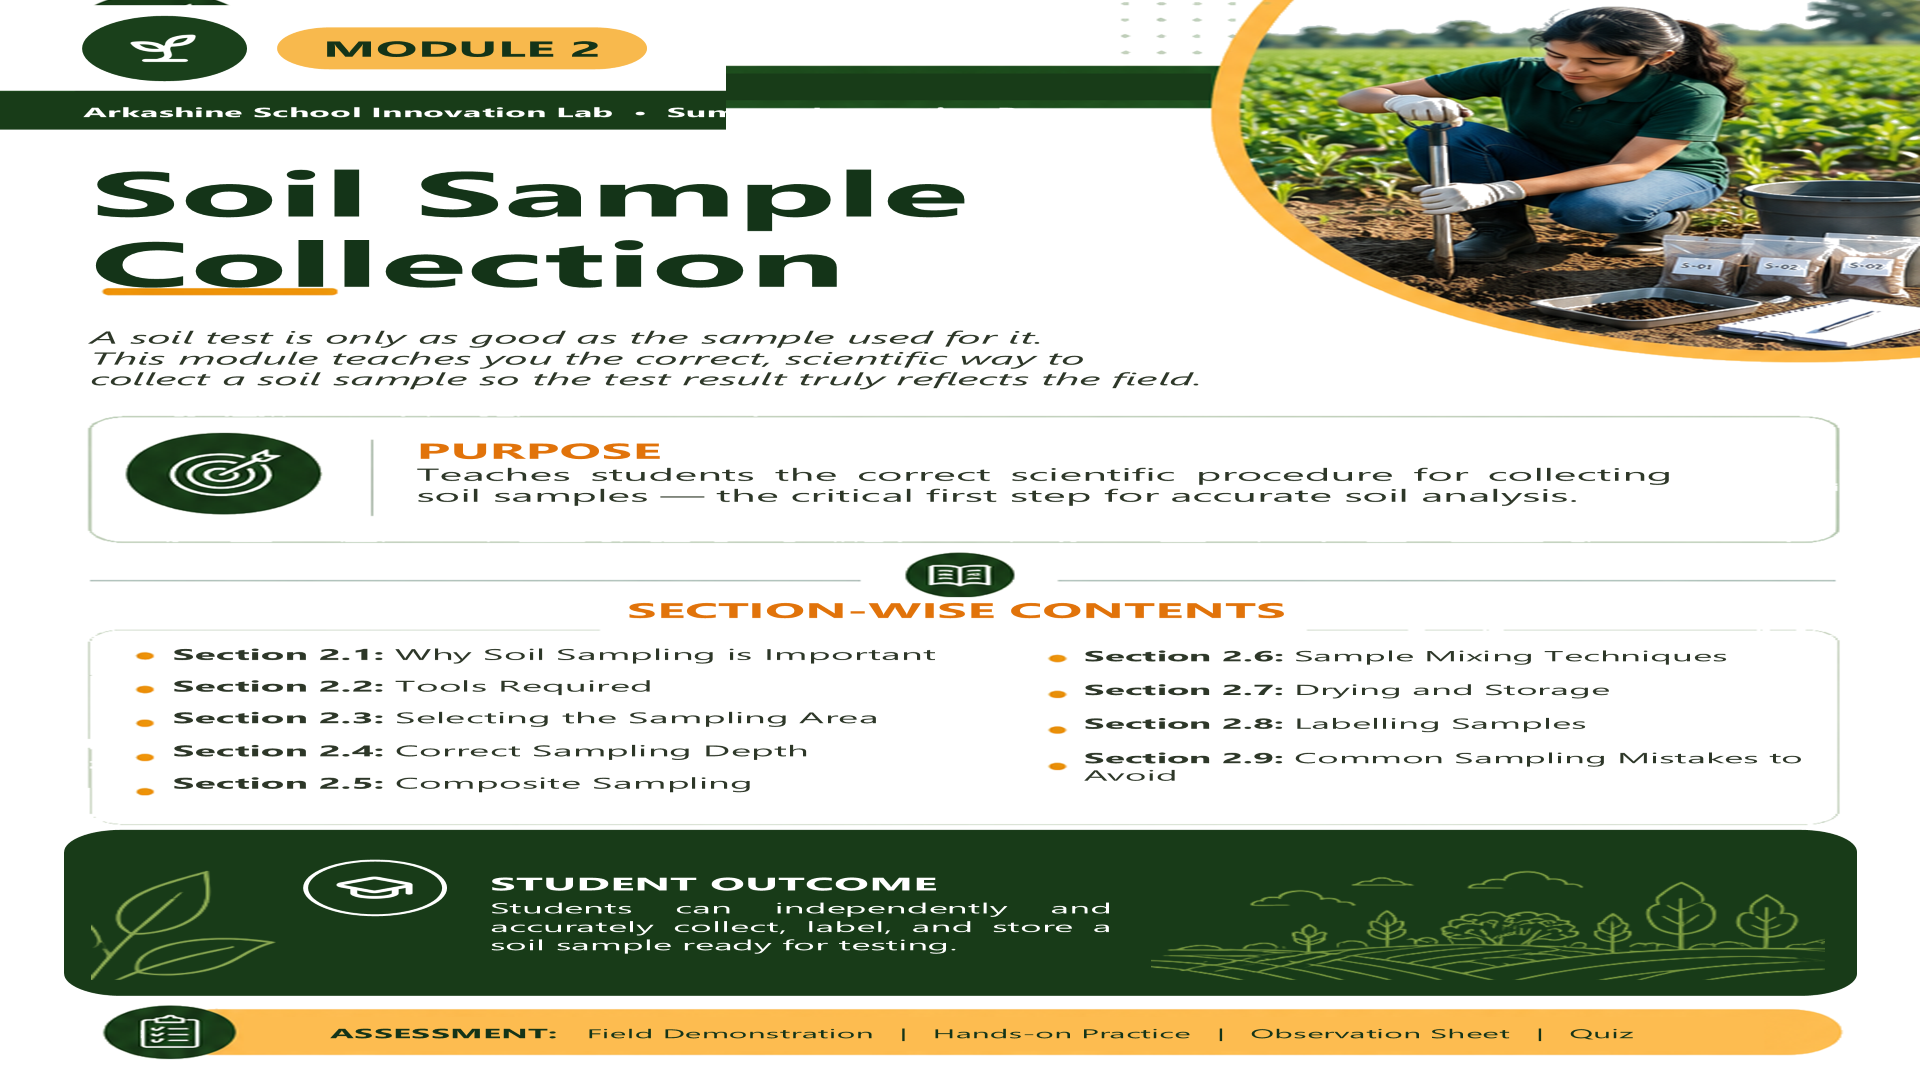 MODULE 2
Arkashine School Innovation Lab •
Soil Sample
Collection
A soil test is only as good as the sample used for it.
This module teaches you the correct, scientific way to
collect a soil sample so the test result truly reflects the field.
S-01 S-02 S-02
PURPOSE
Teaches students the correct scientific procedure for collecting
soil samples — the critical first step for accurate soil analysis.
SECTION-WISE CONTENTS
Section 2.1: Why Soil Sampling is Important
Section 2.2: Tools Required
Section 2.3: Selecting the Sampling Area
Section 2.4: Correct Sampling Depth
Section 2.5: Composite Sampling
Section 2.6: Sample Mixing Techniques
Section 2.7: Drying and Storage
Section 2.8: Labelling Samples
Section 2.9: Common Sampling Mistakes to
Avoid
STUDENT OUTCOME
Students can independently and
accurately collect, label, and store a
soil sample ready for testing.
ASSESSMENT: Field Demonstration | Hands-on Practice | Observation Sheet | Quiz